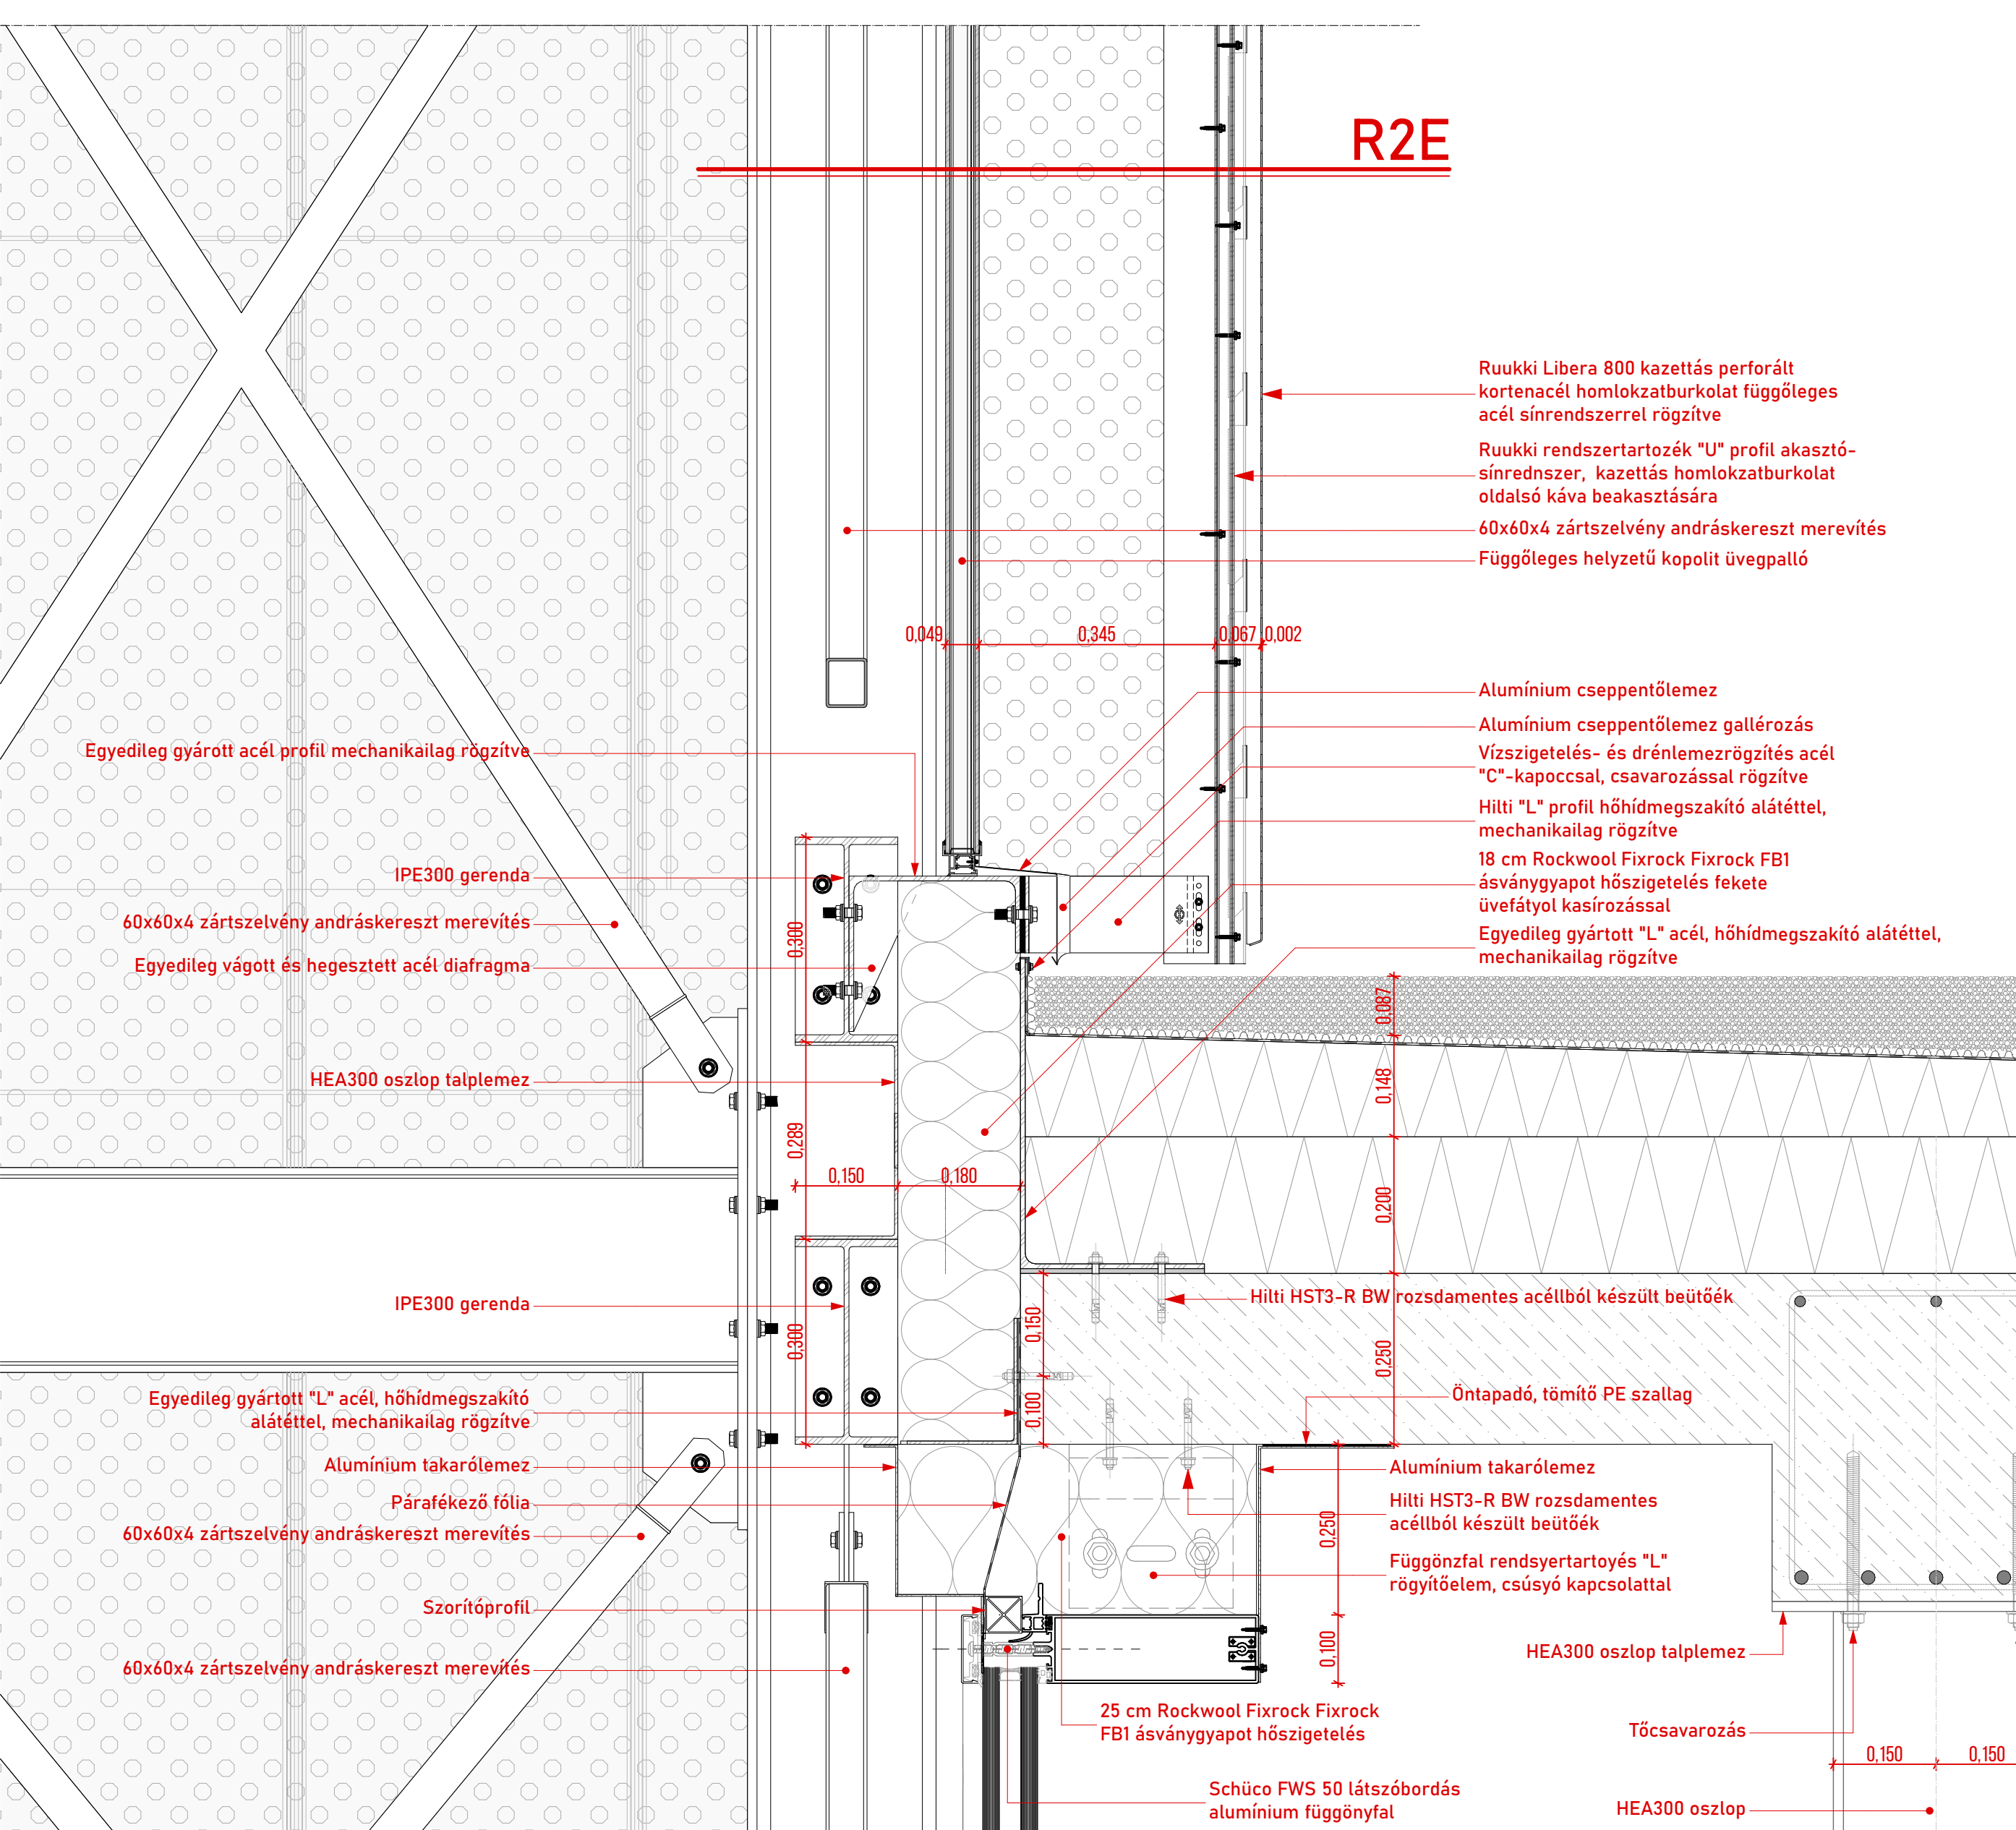 R2E
Ruukki Libera 800 kazettás perforált
kortenacél homlokzatburkolat függőleges
acél sínrendszerrel rögzítve
Ruukki rendszertartozék "U" profil akasztó-
sínrednszer, kazettás homlokzatburkolat
oldalsó káva beakasztására
60x60x4 zártszelvény andráskereszt merevítés
Függőleges helyzetű kopolit üvegpalló
0,049
0,345
0,067
0,002
Alumínium cseppentőlemez
Alumínium cseppentőlemez gallérozás
Vízszigetelés- és drénlemezrögzítés acél
"C"-kapoccsal, csavarozással rögzítve
Hilti "L" profil hőhídmegszakító alátéttel,
mechanikailag rögzítve
18 cm Rockwool Fixrock Fixrock FB1
ásványgyapot hőszigetelés fekete
üvefátyol kasírozással
Egyedileg gyártott "L" acél, hőhídmegszakító alátéttel,
mechanikailag rögzítve
Egyedileg gyárott acél profil mechanikailag rögzítve
IPE300 gerenda
60x60x4 zártszelvény andráskereszt merevítés
Egyedileg vágott és hegesztett acél diafragma
HEA300 oszlop talplemez
0,300
0,289
0,150
0,180
0,300
0,087
0,148
0,200
0,250
IPE300 gerenda
Hilti HST3-R BW rozsdamentes acéllból készült beütőék
0,150
0,100
Egyedileg gyártott "L" acél, hőhídmegszakító
alátéttel, mechanikailag rögzítve
Öntapadó, tömítő PE szallag
Alumínium takarólemez
Párafékező fólia
60x60x4 zártszelvény andráskereszt merevítés
Szorítóprofil
60x60x4 zártszelvény andráskereszt merevítés
Alumínium takarólemez
Hilti HST3-R BW rozsdamentes
acéllból készült beütőék
Függönzfal rendsyertartoyés "L"
rögyítőelem, csúsyó kapcsolattal
0,250
0,100
HEA300 oszlop talplemez
25 cm Rockwool Fixrock Fixrock
FB1 ásványgyapot hőszigetelés
Tőcsavarozás
0,150
0,150
Schüco FWS 50 látszóbordás
alumínium függönyfal
HEA300 oszlop